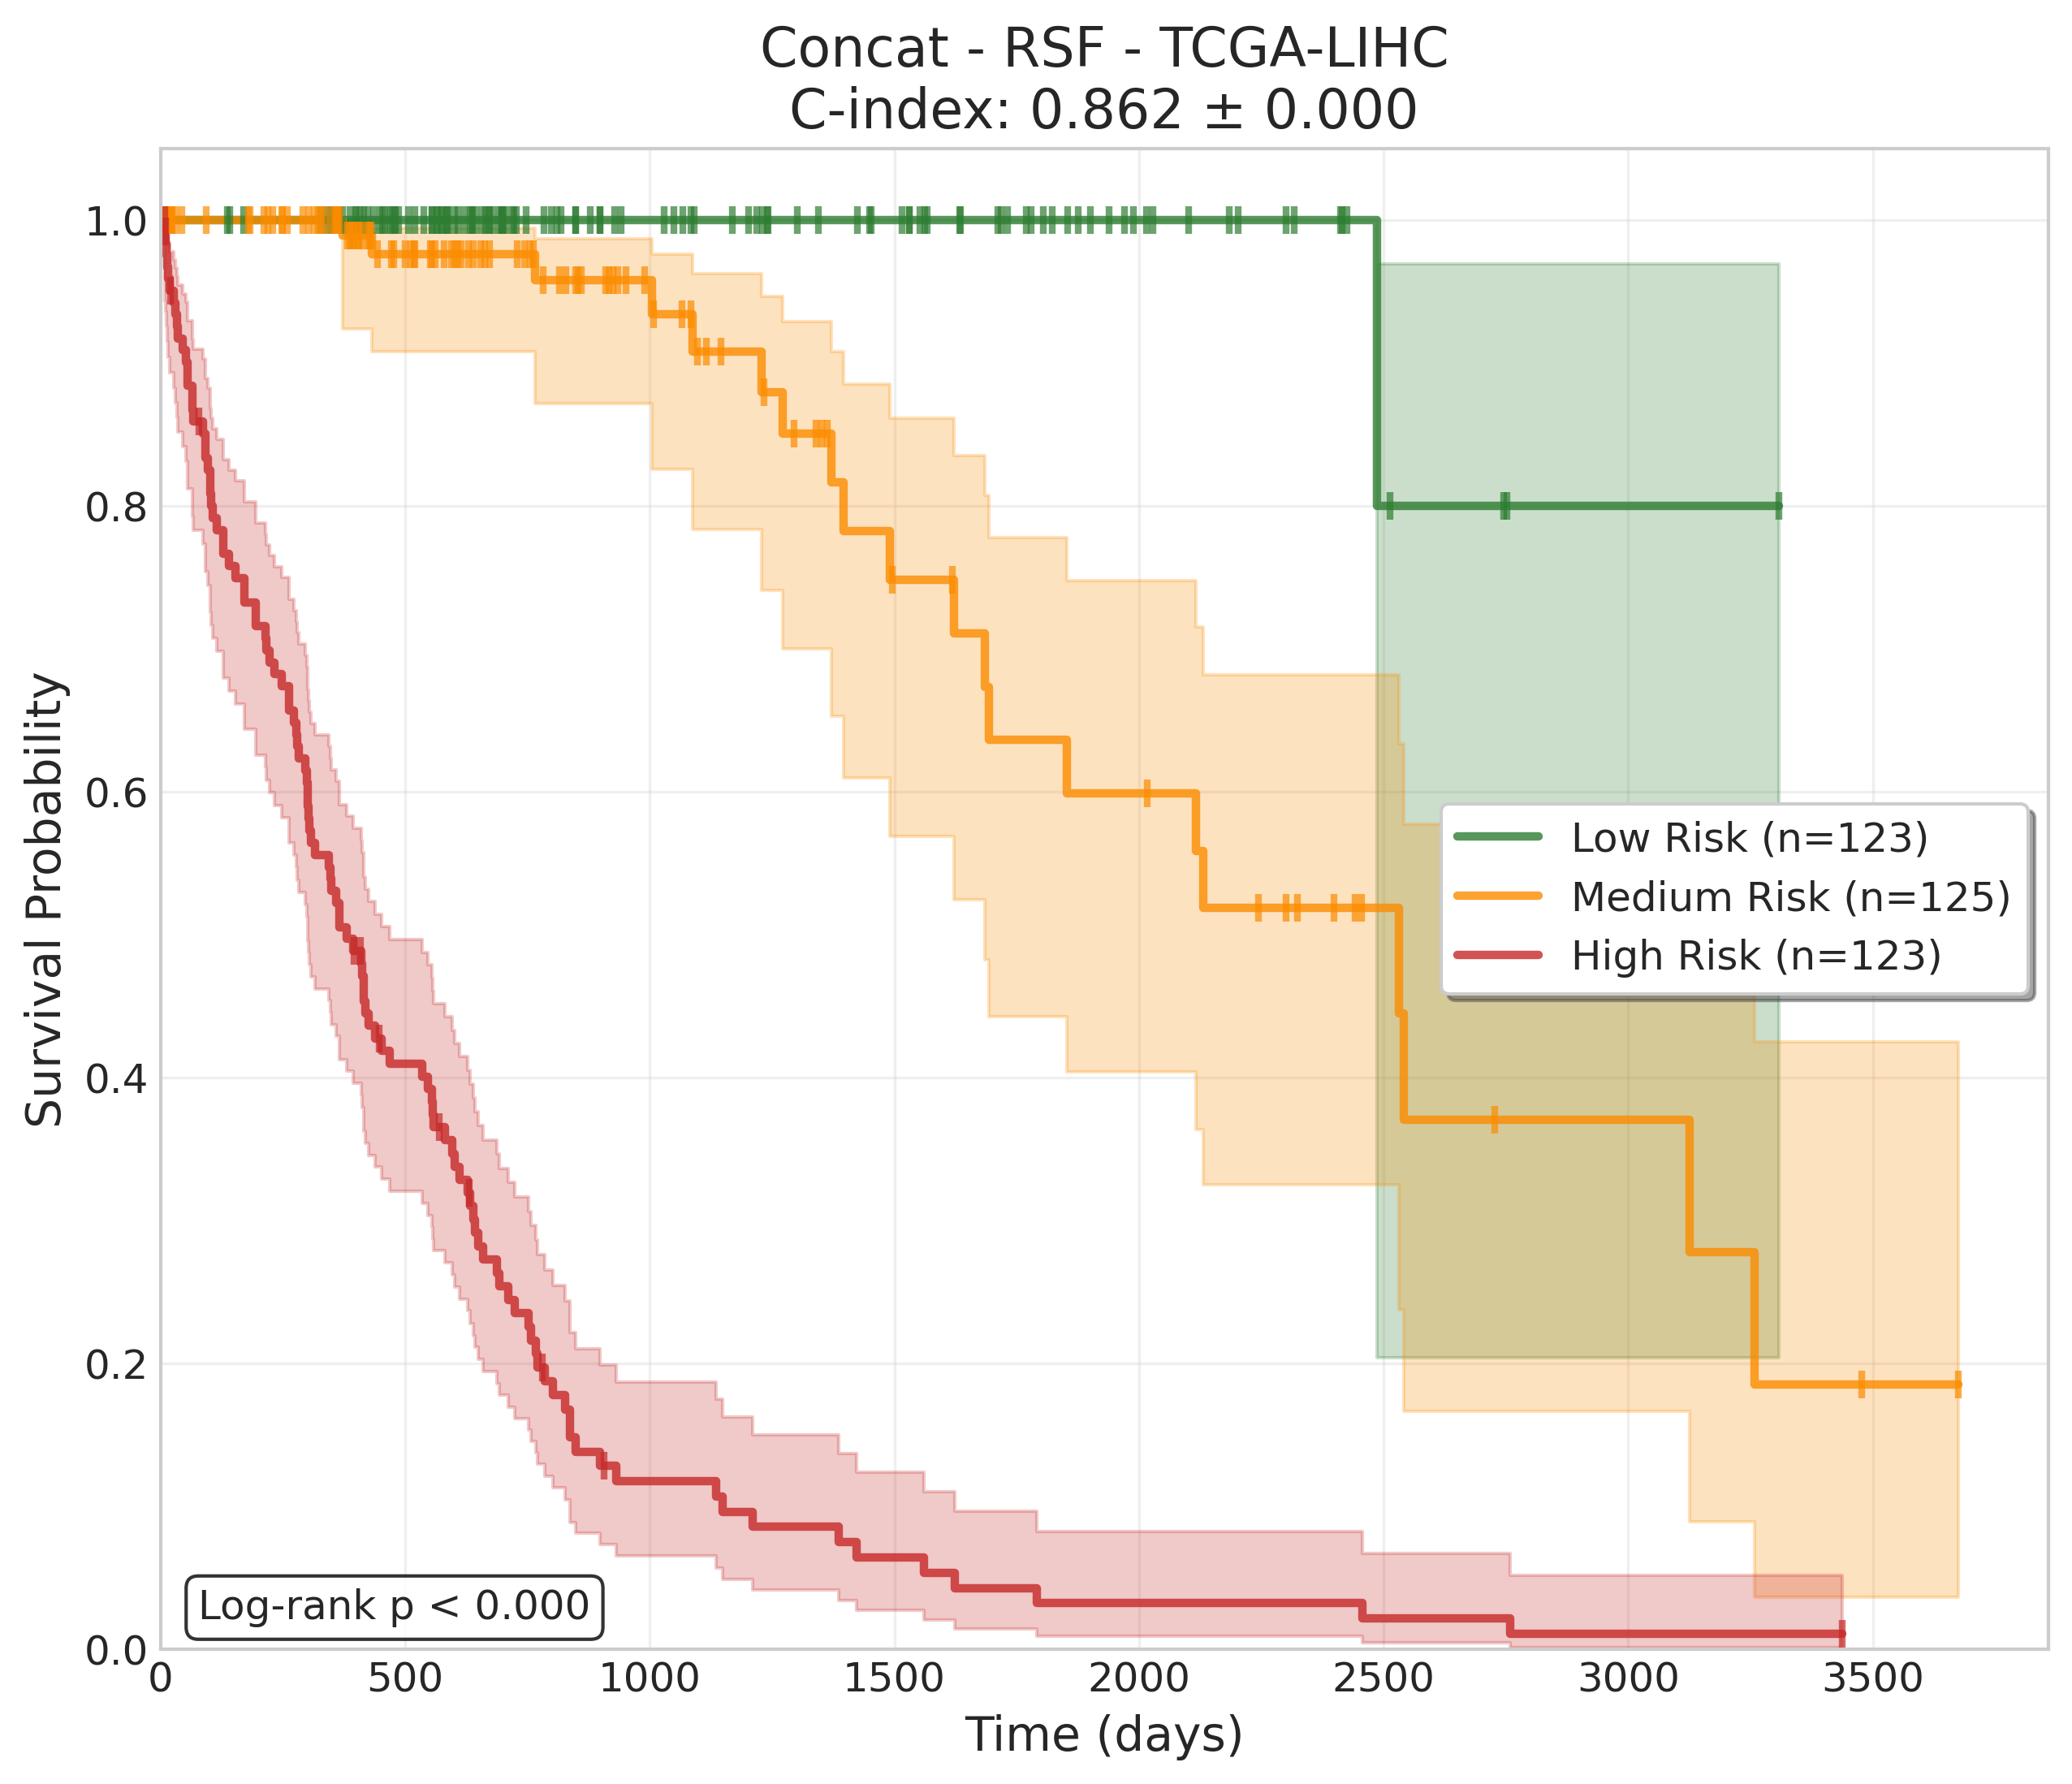 Concat - RSF - TCGA-LIHC
C-index: 0.862 ± 0.000
Survival Probability
1.0
0.8
0.6
0.4
0.2
0.0
Low Risk (n=123)
Medium Risk (n=125)
High Risk (n=123)
Log-rank p < 0.000
0 500 1000 1500 2000 2500 3000 3500
Time (days)